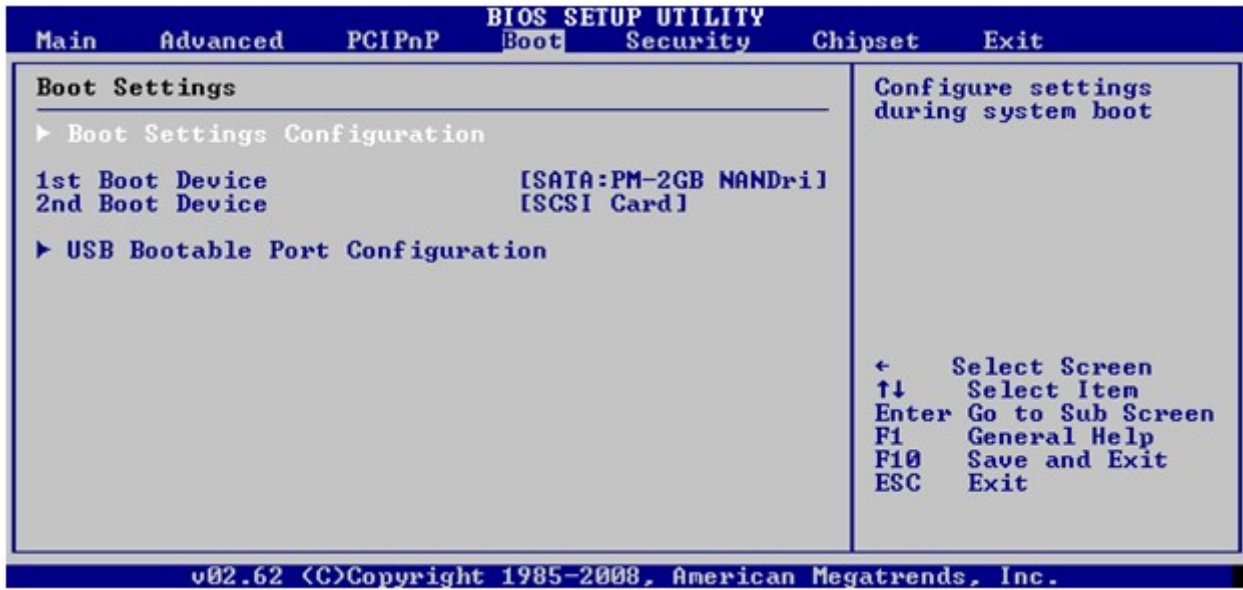 BIOS SETUP UTILITY
Main Advanced PCIPnP Boot Security Chipset Exit
Boot Settings
▶ Boot Settings Configuration
1st Boot Device [SATA:PM-2GB NANDri]
2nd Boot Device [SCSI Card]
▶ USB Bootable Port Configuration
Configure settings
during system boot
← Select Screen
↑↓ Select Item
Enter Go to Sub Screen
F1 General Help
F10 Save and Exit
ESC Exit
v02.62 (C)Copyright 1985-2008, American Megatrends, Inc.